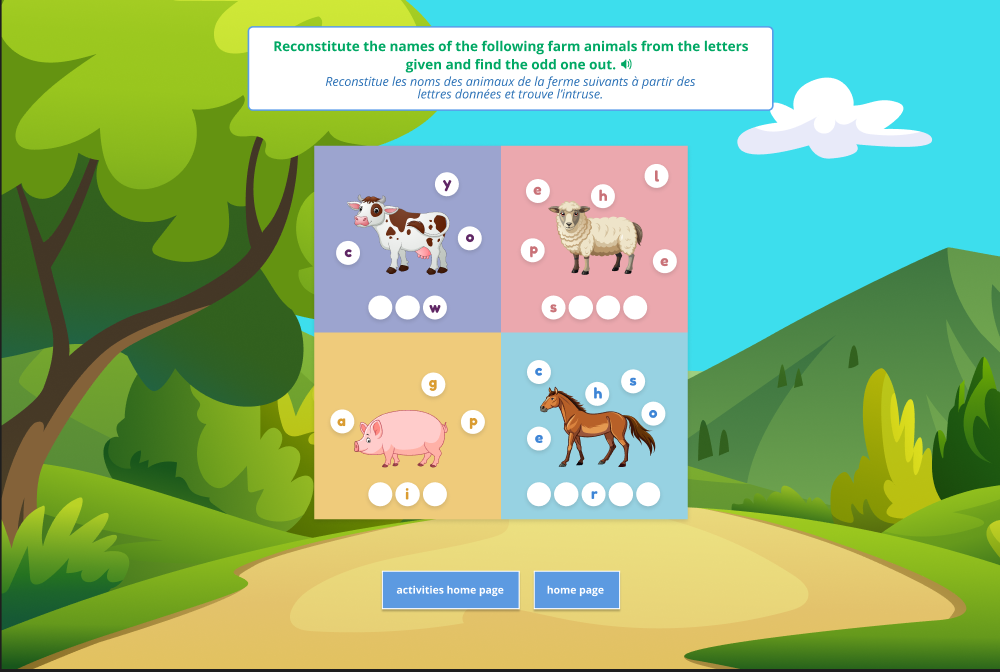 Reconstitute the names of the following farm animals from the letters
given and find the odd one out.
Reconstitue les noms des animaux de la ferme suivants à partir des
lettres données et trouve l'intruse.
y
c
o
w
e
h
l
p
e
s
g
a
p
i
c
h
s
o
e
r
activities home page
home page